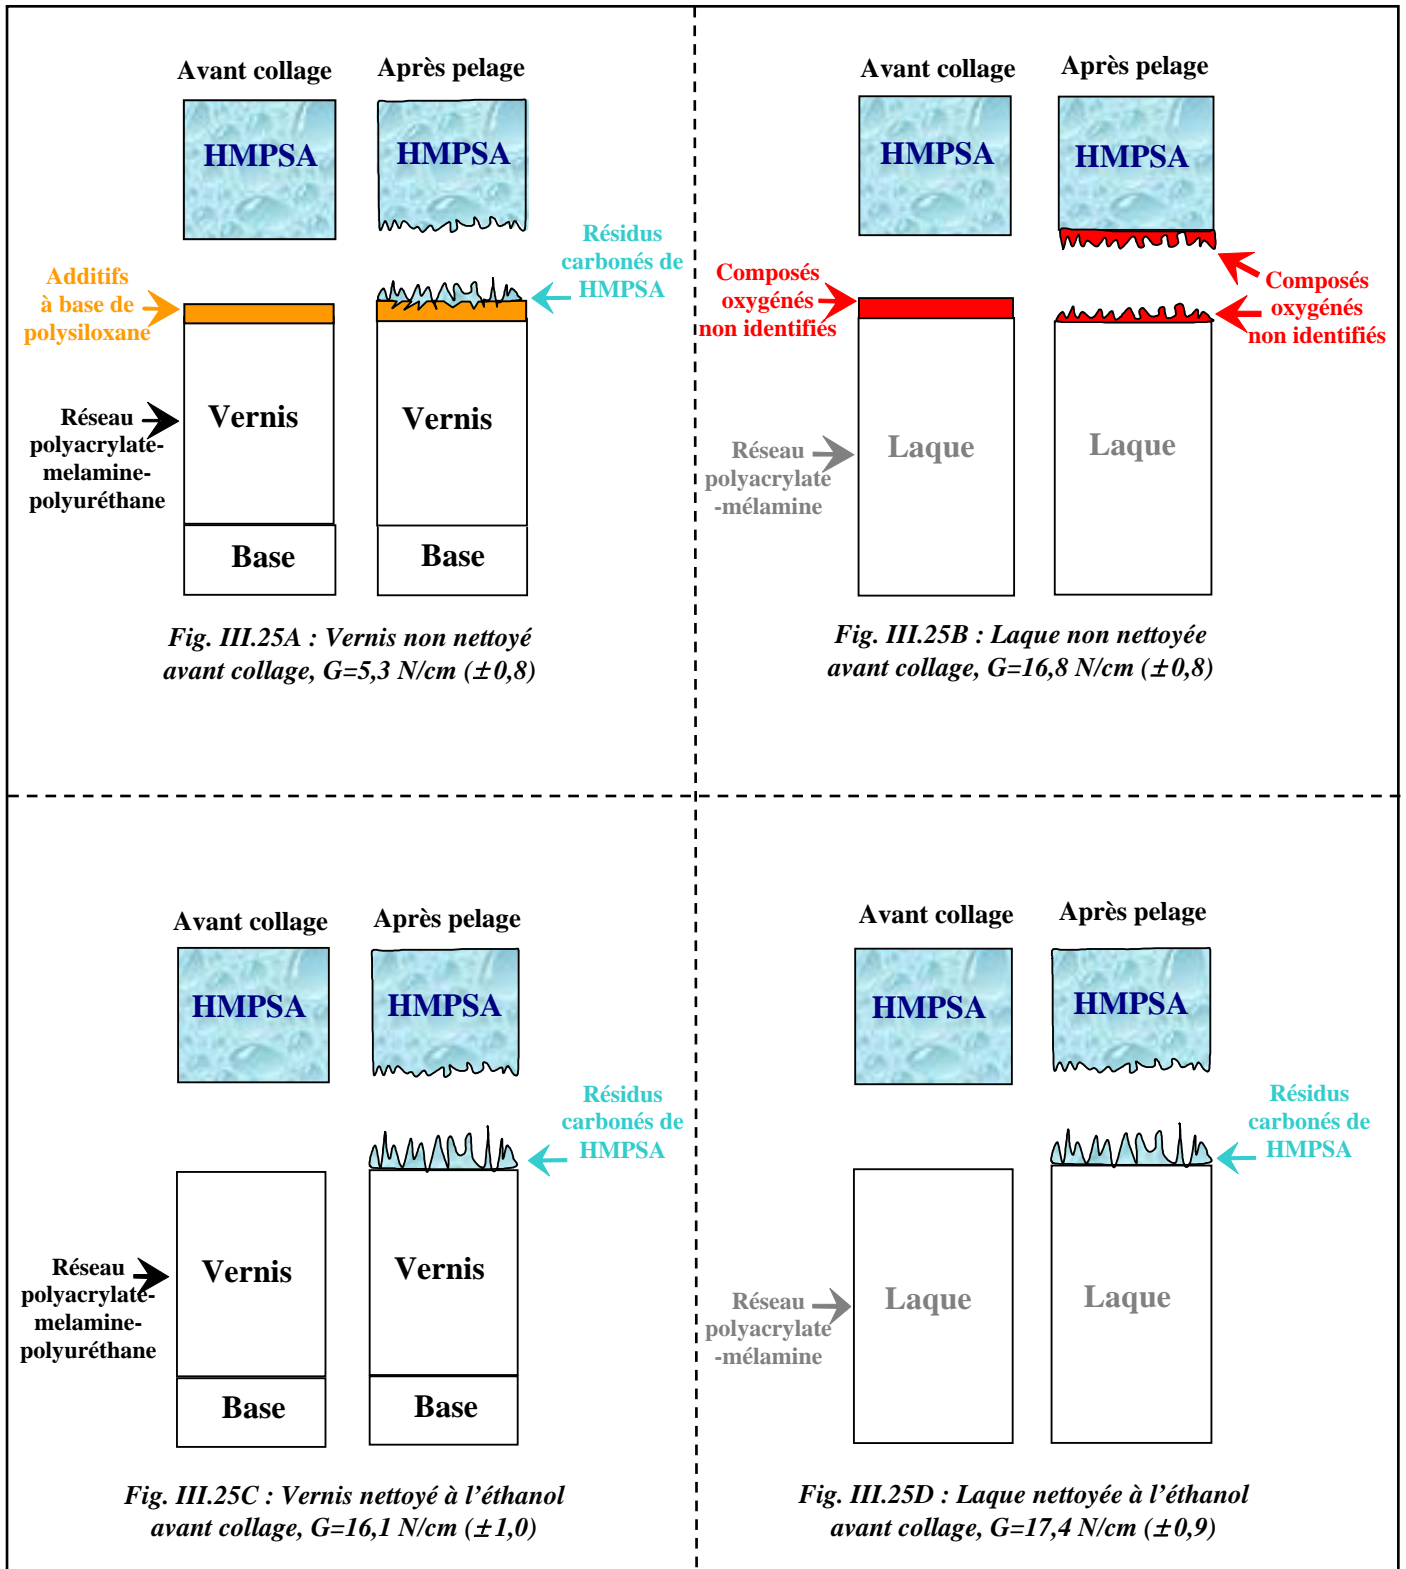 Avant collage
Après pelage
HMPSA
HMPSA
Résidus
carbonés de
HMPSA
Additifs
à base de
polysiloxane
Réseau
polyacrylate-
melamine-
polyuréthane
Vernis
Vernis
Base
Base
Fig. III.25A : Vernis non nettoyé
avant collage, G=5,3 N/cm (±0,8)
Avant collage
Après pelage
HMPSA
HMPSA
Composés
oxygénés
non identifiés
Composés
oxygénés
non identifiés
Réseau
polyacrylate
-mélamine
Laque
Laque
Fig. III.25B : Laque non nettoyée
avant collage, G=16,8 N/cm (±0,8)
Avant collage
Après pelage
HMPSA
HMPSA
Résidus
carbonés de
HMPSA
Réseau
polyacrylate-
melamine-
polyuréthane
Vernis
Vernis
Base
Base
Fig. III.25C : Vernis nettoyé à l'éthanol
avant collage, G=16,1 N/cm (±1,0)
Avant collage
Après pelage
HMPSA
HMPSA
Résidus
carbonés de
HMPSA
Réseau
polyacrylate
-mélamine
Laque
Laque
Fig. III.25D : Laque nettoyée à l'éthanol
avant collage, G=17,4 N/cm (±0,9)